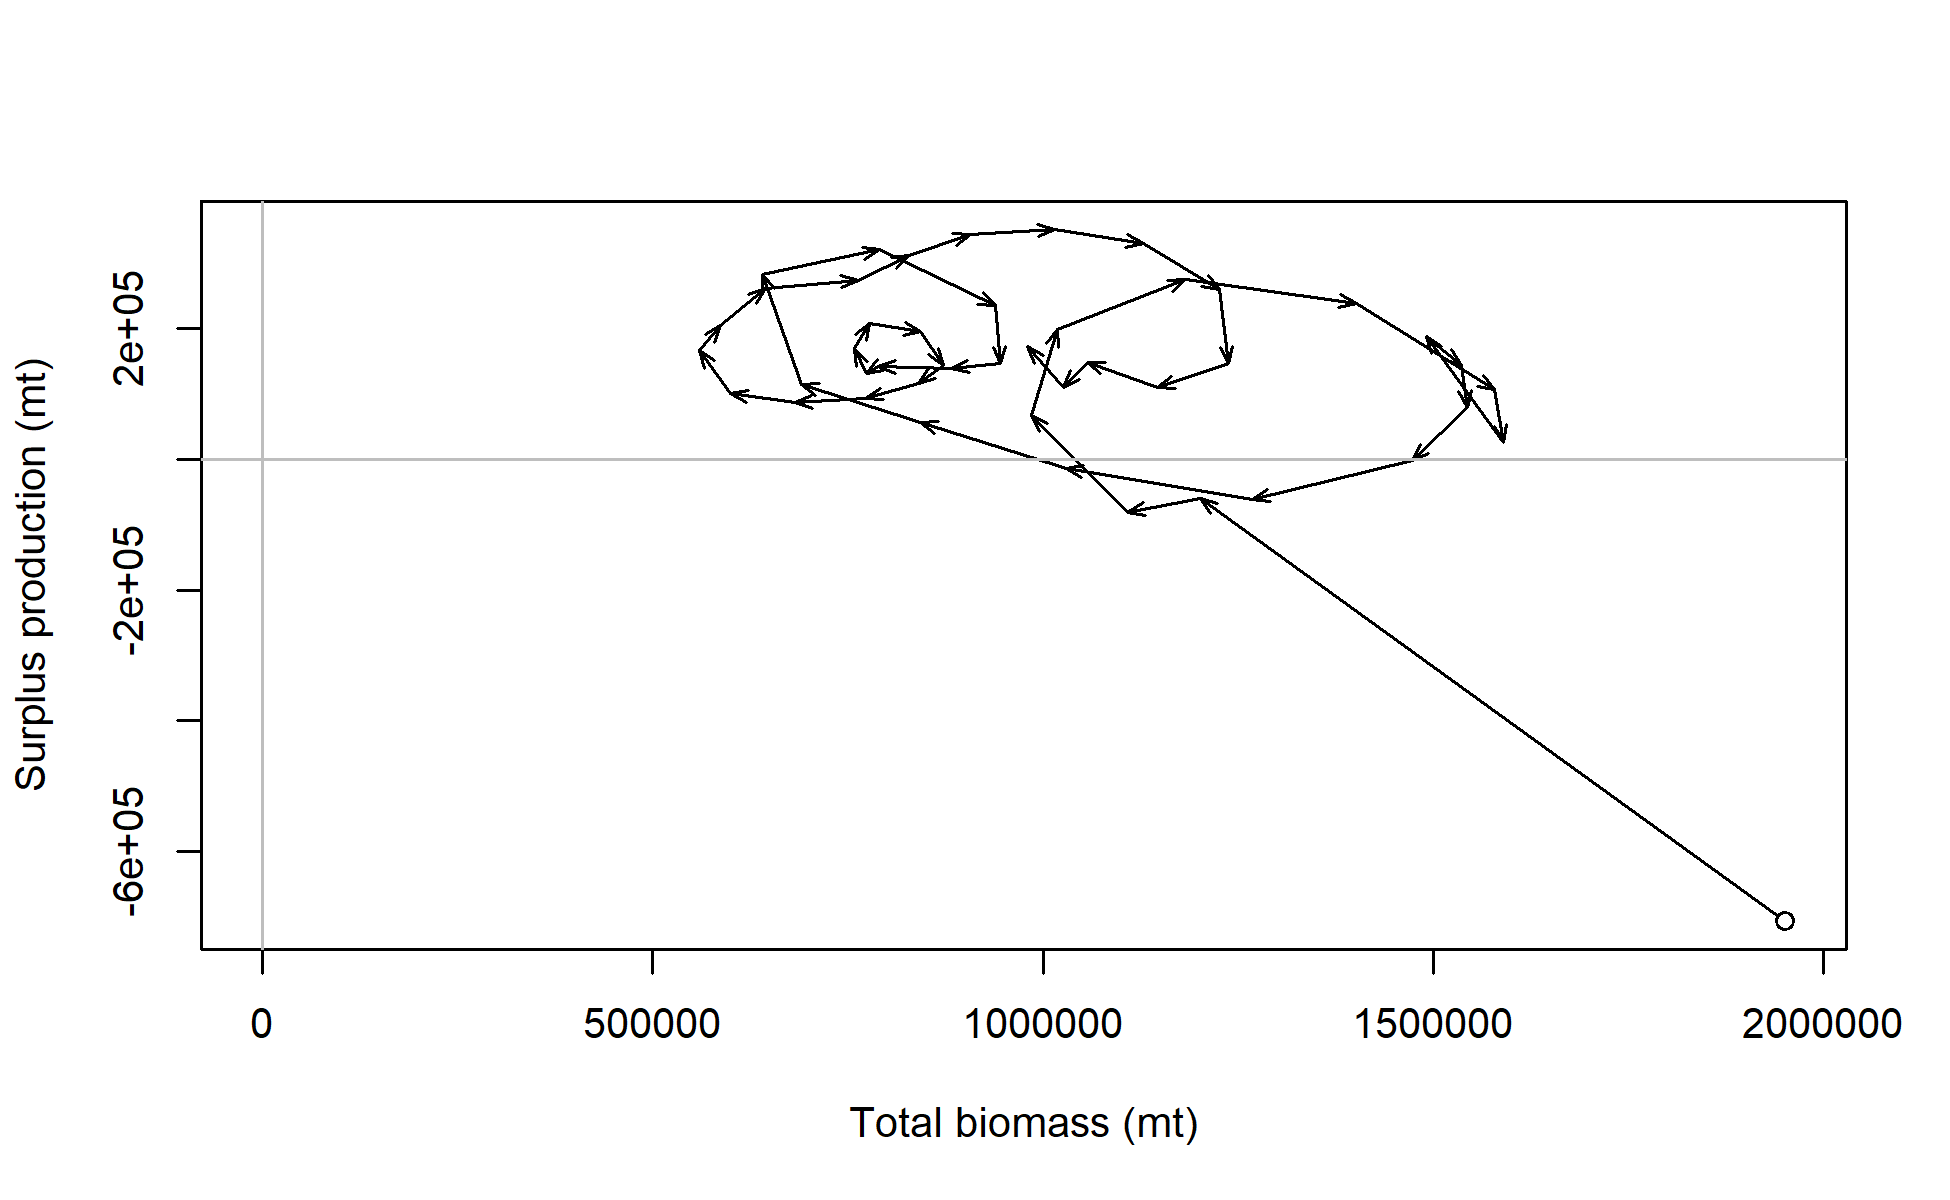 Surplus production (mt)
2e+05
-2e+05
-6e+05
0 500000 1000000 1500000 2000000
Total biomass (mt)